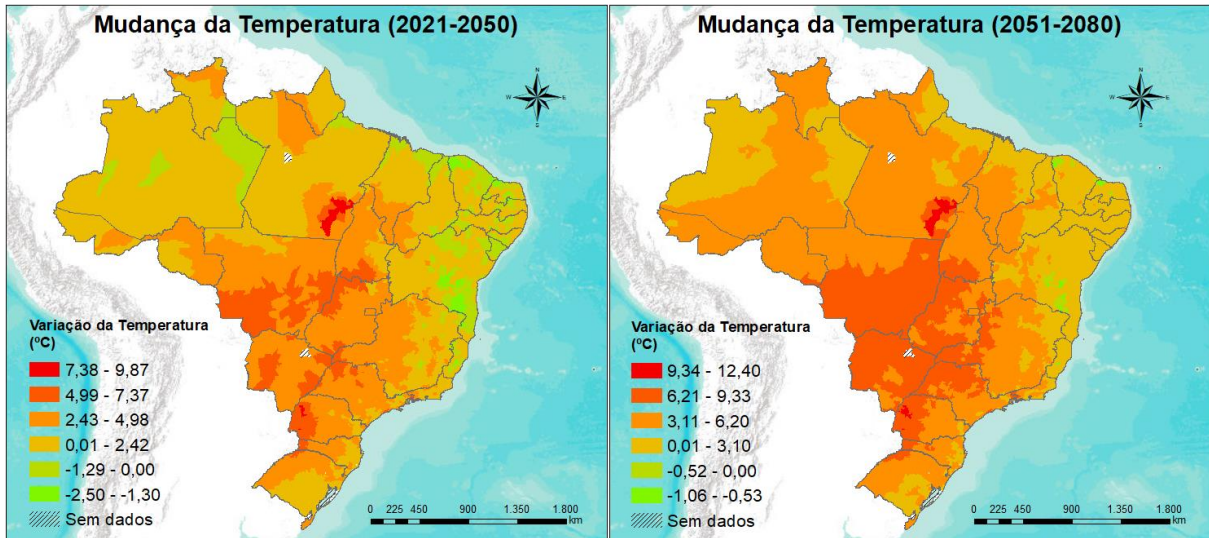 Mudança da Temperatura (2021-2050)
N
W
E
S
Variação da Temperatura
(ºC)
7,38 - 9,87
4,99 - 7,37
2,43 - 4,98
0,01 - 2,42
-1,29 - 0,00
-2,50 - -1,30
Sem dados
0 225 450 900 1.350 1.800
km
Mudança da Temperatura (2051-2080)
N
W
E
S
Variação da Temperatura
(ºC)
9,34 - 12,40
6,21 - 9,33
3,11 - 6,20
0,01 - 3,10
-0,52 - 0,00
-1,06 - -0,53
Sem dados
0 225 450 900 1.350 1.800
km